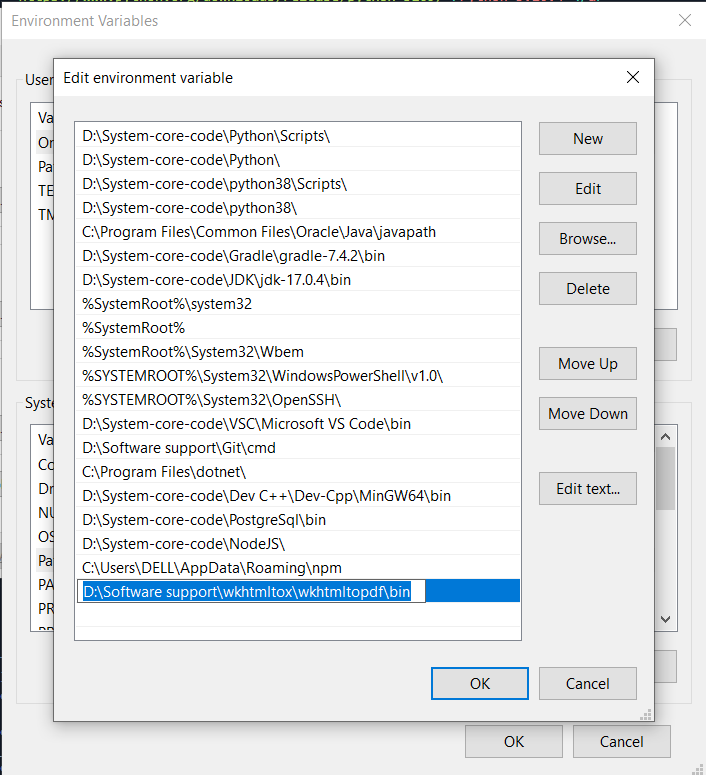 Environment Variables
User
Edit environment variable
Va
Or
Pa
TE
TM
D:\System-core-code\Python\Scripts\
D:\System-core-code\Python\
D:\System-core-code\python38\Scripts\
D:\System-core-code\python38\
C:\Program Files\Common Files\Oracle\Java\javapath
D:\System-core-code\Gradle\gradle-7.4.2\bin
D:\System-core-code\JDK\jdk-17.0.4\bin
%SystemRoot%\system32
%SystemRoot%
%SystemRoot%\System32\Wbem
%SYSTEMROOT%\System32\WindowsPowerShell\v1.0\
%SYSTEMROOT%\System32\OpenSSH\
D:\System-core-code\VSC\Microsoft VS Code\bin
D:\Software support\Git\cmd
C:\Program Files\dotnet\
D:\System-core-code\Dev C++\Dev-Cpp\MinGW64\bin
D:\System-core-code\PostgreSql\bin
D:\System-core-code\NodeJS\
C:\Users\DELL\AppData\Roaming\npm
D:\Software support\wkhtmltox\wkhtmltopdf\bin
New
Edit
Browse...
Delete
Move Up
Move Down
Edit text...
Syste
Va
Co
Dr
NU
OS
Pa
PA
PR
OK
Cancel
OK
Cancel